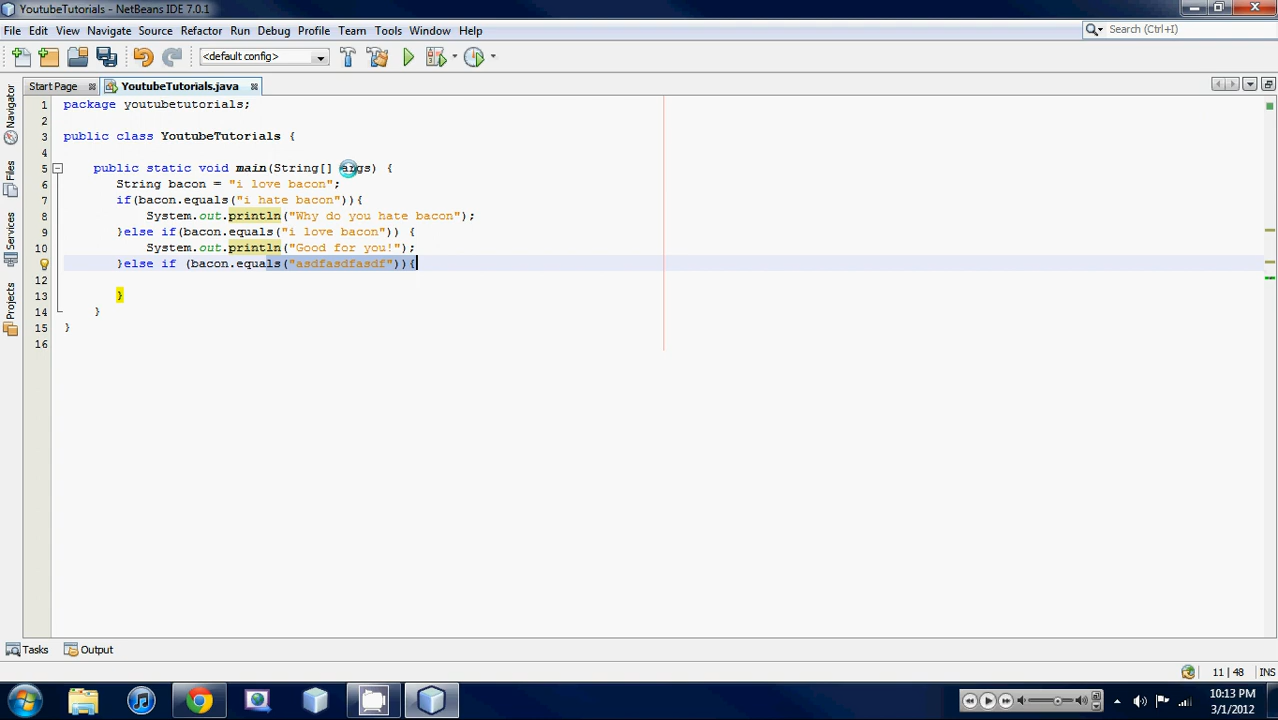 YoutubeTutorials - NetBeans IDE 7.0.1
File Edit View Navigate Source Refactor Run Debug Profile Team Tools Window Help
Search (Ctrl+I)
<default config>
Start Page YoutubeTutorials.java
Navigator
Files
Services
Projects
1 package youtubetutorials;
2
3 public class YoutubeTutorials {
4
5 public static void main(String[] args) {
6 String bacon = "i love bacon";
7 if(bacon.equals("i hate bacon")){
8 System.out.println("Why do you hate bacon");
9 }else if(bacon.equals("i love bacon")) {
10 System.out.println("Good for you!");
}else if (bacon.equals("asdfasdfasdf")){
12
13 }
14 }
15 }
16
Tasks Output
11 | 48 INS
10:13 PM
3/1/2012